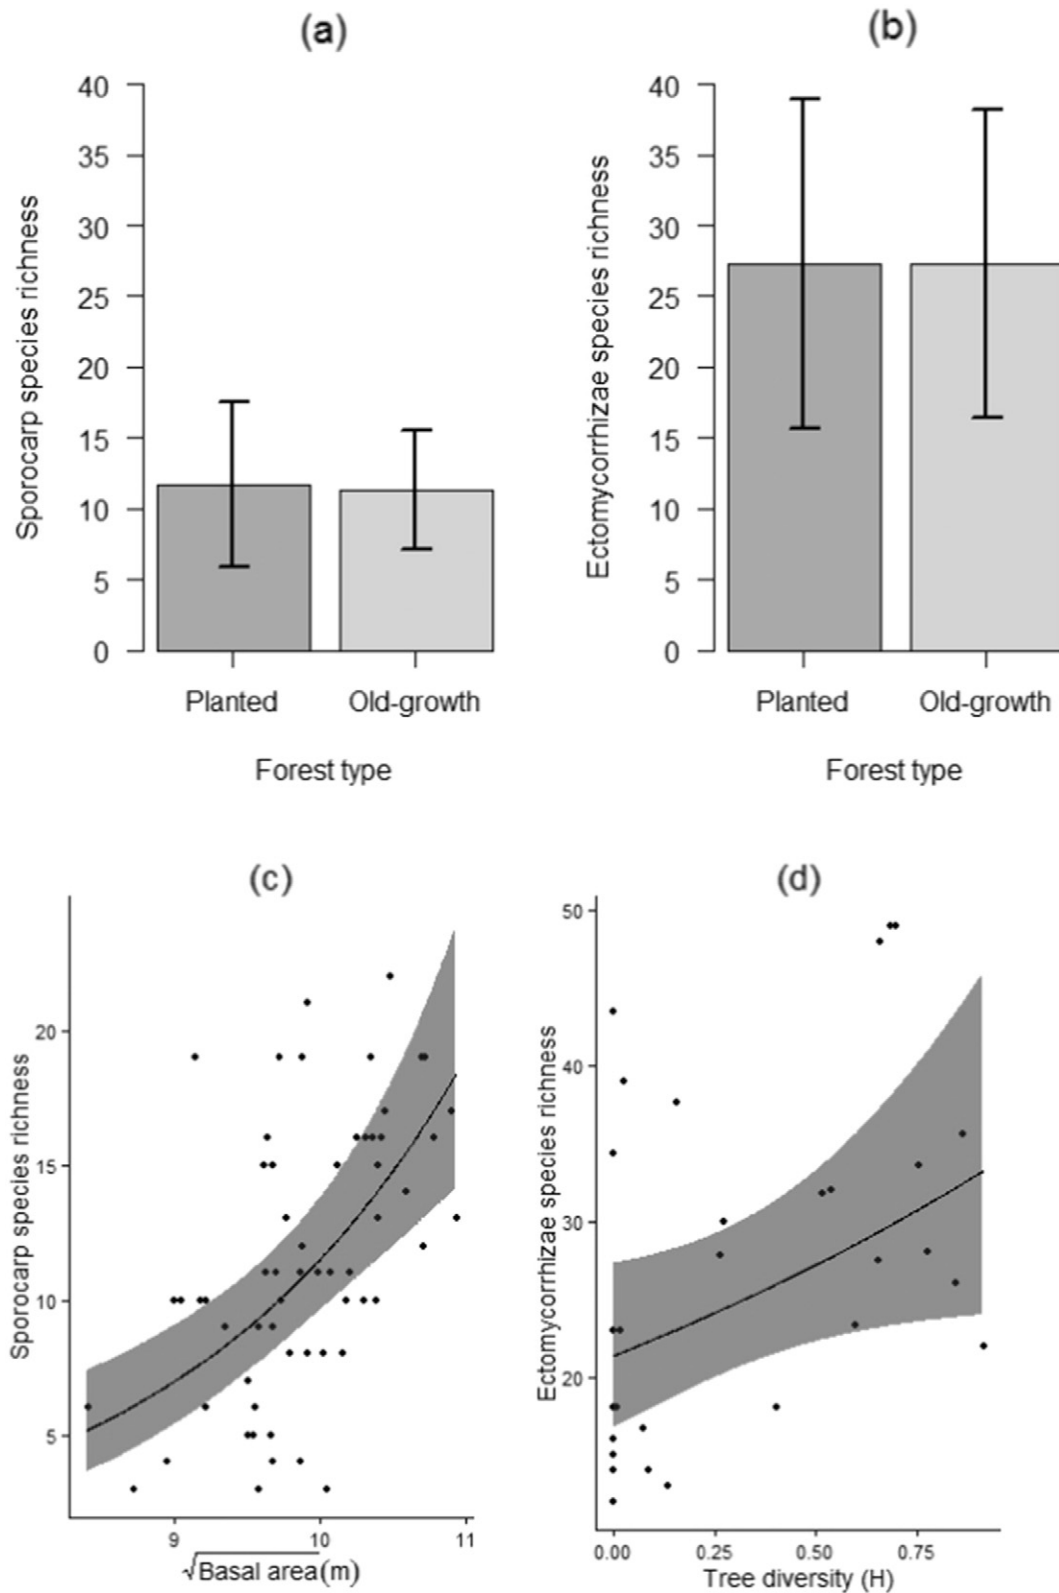 (a)
Sporocarp species richness
40
35
30
25
20
15
10
5
0
Planted Old-growth
Forest type
(b)
Ectomycorrhizae species richness
40
35
30
25
20
15
10
5
0
Planted Old-growth
Forest type
(c)
Sporocarp species richness
20
15
10
5
9 10 11
√Basal area(m)
(d)
Ectomycorrhizae species richness
50
40
30
20
0.00 0.25 0.50 0.75
Tree diversity (H)